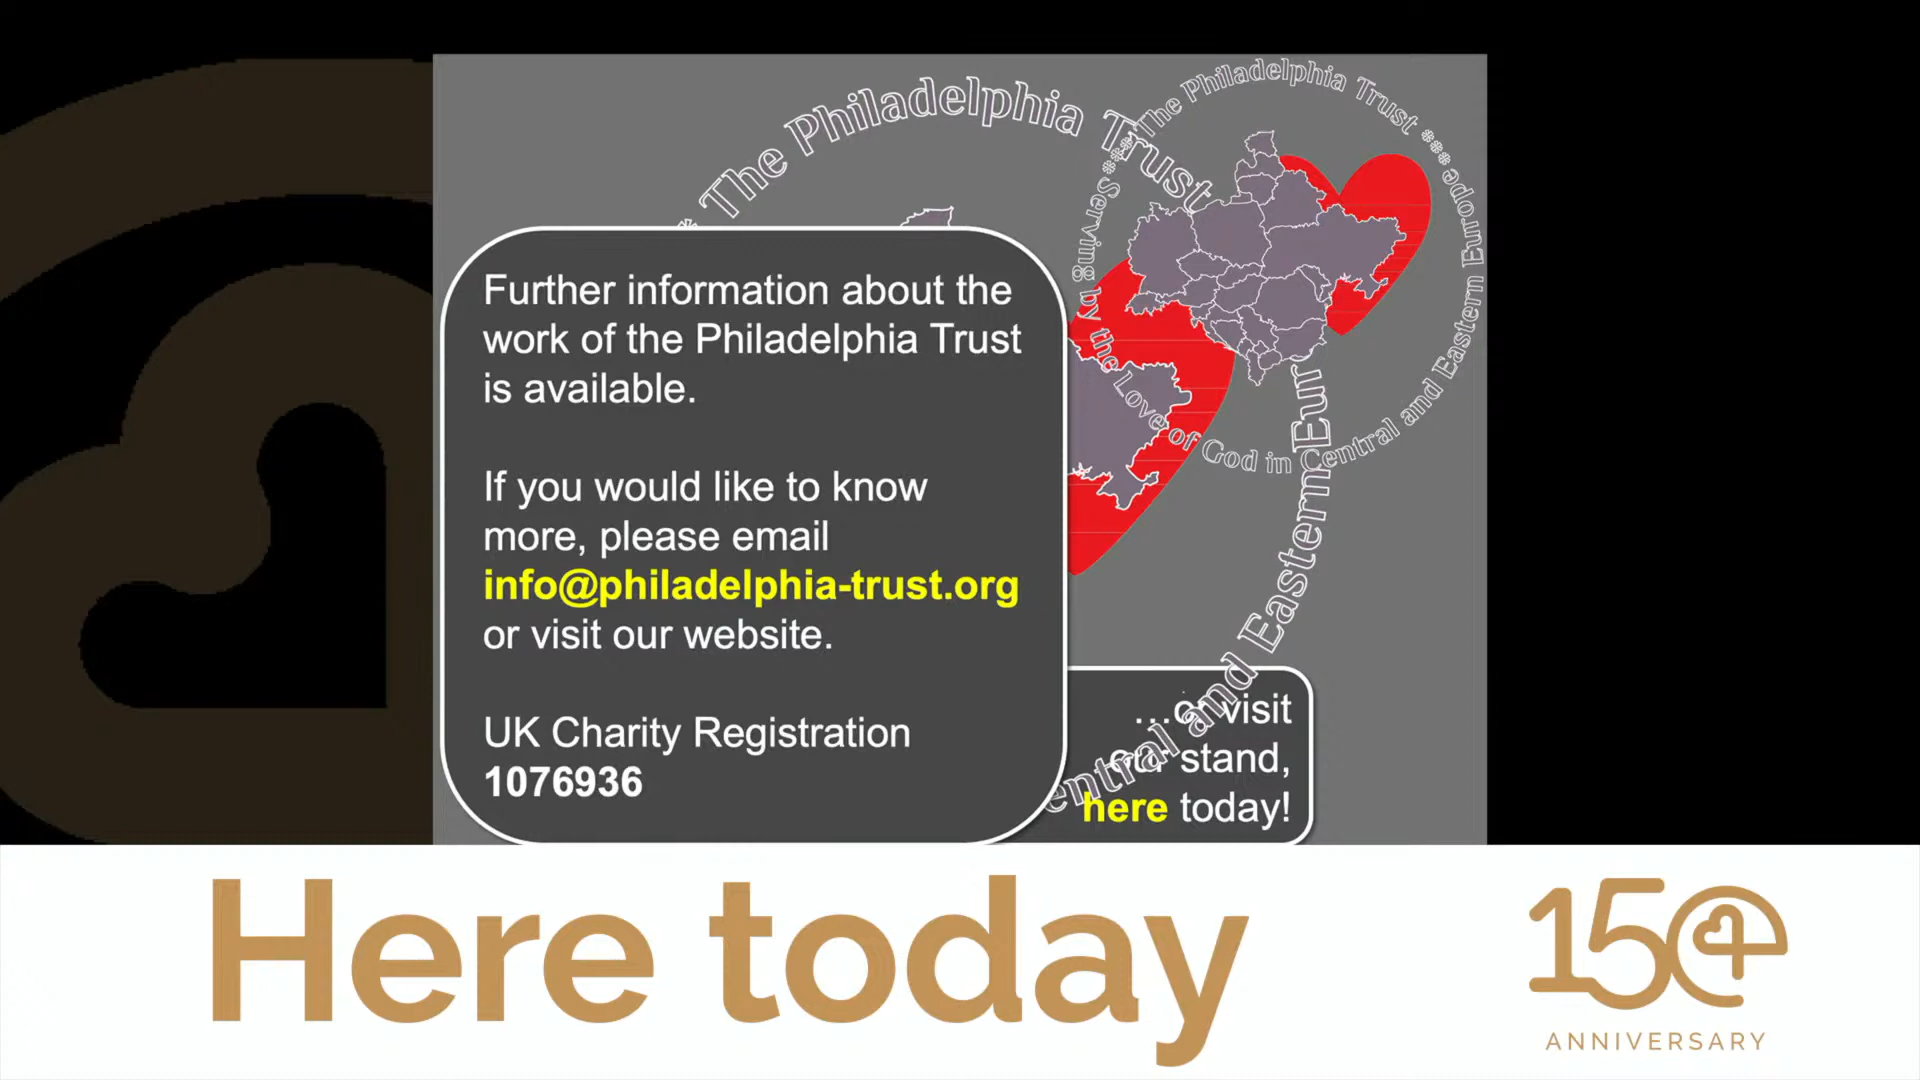 The Philadelphia Trust
*** The Philadelphia Trust *** Serving by the Love of God in Central and Eastern Europe
Further information about the
work of the Philadelphia Trust
is available.
If you would like to know
more, please email
info@philadelphia-trust.org
or visit our website.
UK Charity Registration
1076936
entral and Eastern Eur
…or visit
our stand,
here today!
Here today
150
ANNIVERSARY